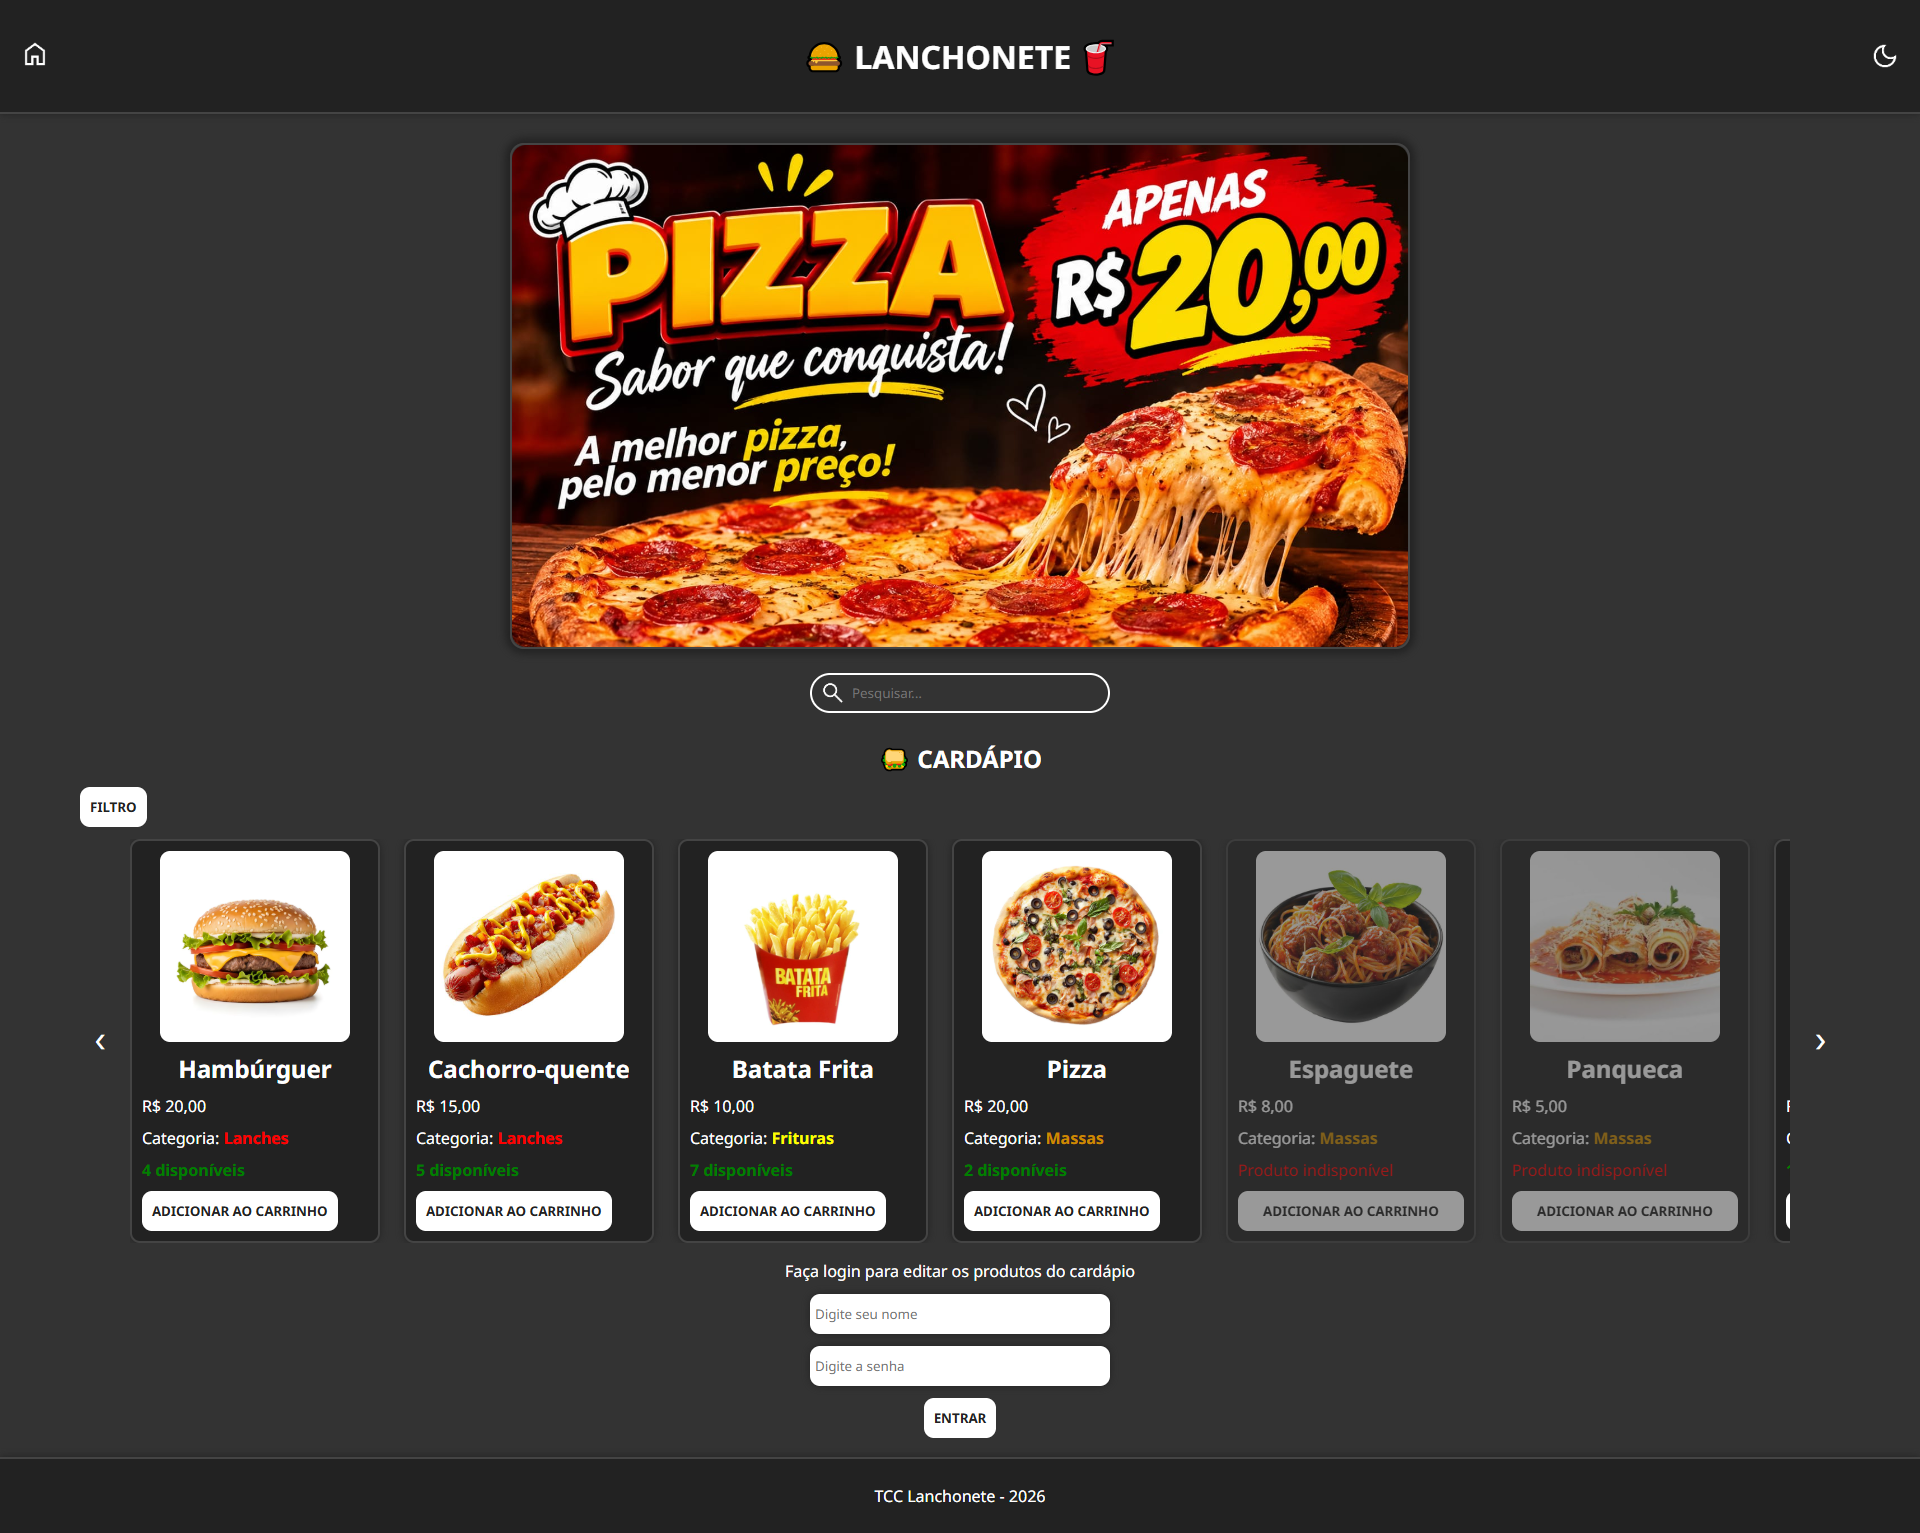 LANCHONETE
PIZZA
Sabor que conquista!
A melhor pizza,
pelo menor preço!
APENAS
R$ 20,00
Pesquisar...
CARDÁPIO
FILTRO
‹
BATATA
FRITA
Hambúrguer
R$ 20,00
Categoria: Lanches
4 disponíveis
ADICIONAR AO CARRINHO
Cachorro-quente
R$ 15,00
Categoria: Lanches
5 disponíveis
ADICIONAR AO CARRINHO
Batata Frita
R$ 10,00
Categoria: Frituras
7 disponíveis
ADICIONAR AO CARRINHO
Pizza
R$ 20,00
Categoria: Massas
2 disponíveis
ADICIONAR AO CARRINHO
Espaguete
R$ 8,00
Categoria: Massas
Produto indisponível
ADICIONAR AO CARRINHO
Panqueca
R$ 5,00
Categoria: Massas
Produto indisponível
ADICIONAR AO CARRINHO
›
Faça login para editar os produtos do cardápio
Digite seu nome
Digite a senha
ENTRAR
TCC Lanchonete - 2026